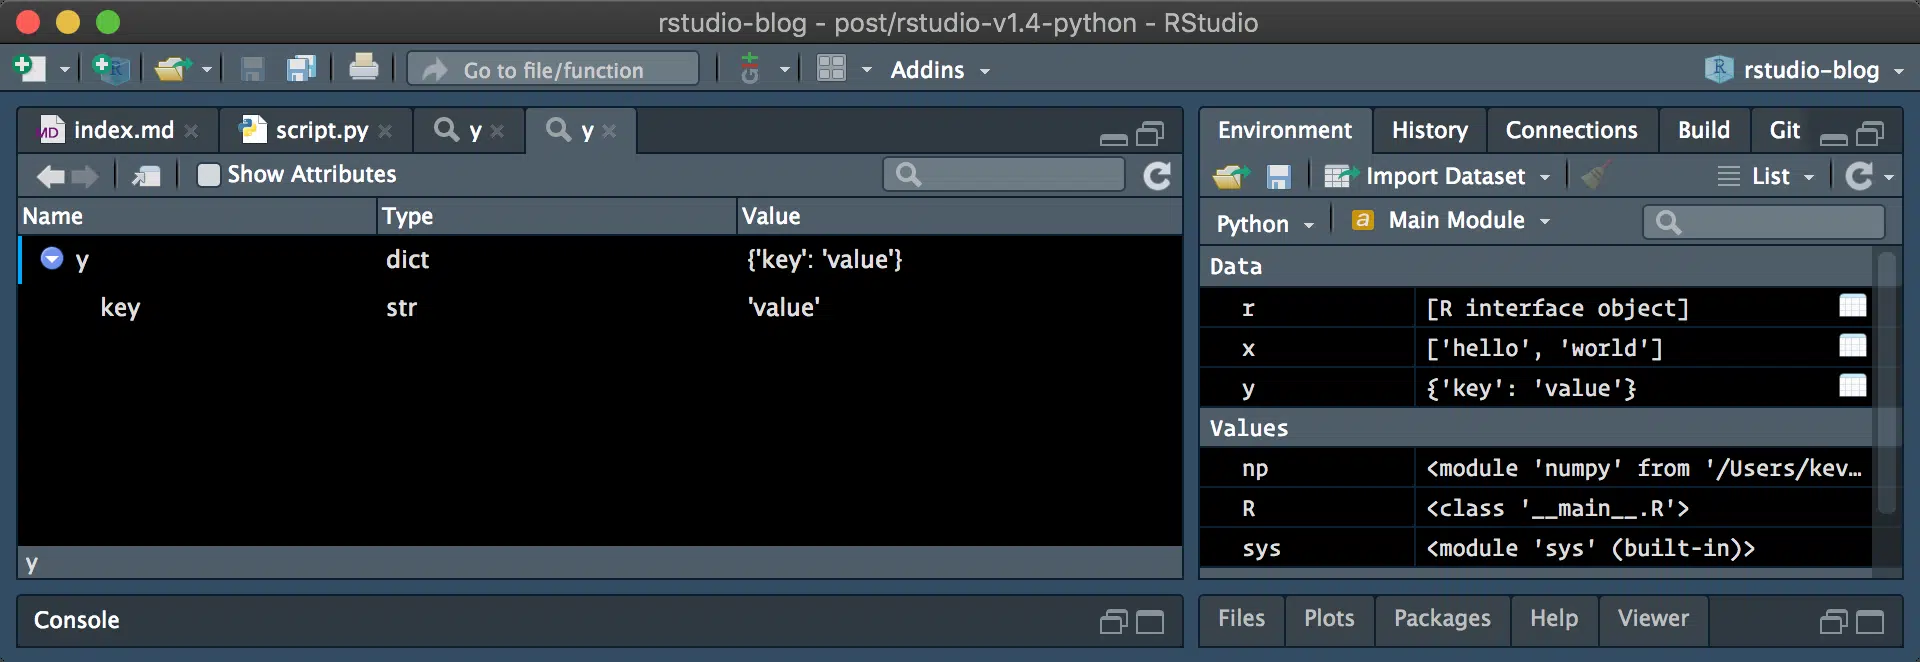 rstudio-blog - post/rstudio-v1.4-python - RStudio
Go to file/function
Addins
rstudio-blog
index.md
script.py
y
y
Show Attributes
Name Type Value
y dict {'key': 'value'}
key str 'value'
y
Console
Environment History Connections Build Git
Import Dataset
List
Python
Main Module
Data
r [R interface object]
x ['hello', 'world']
y {'key': 'value'}
Values
np <module 'numpy' from '/Users/kev…
R <class '__main__.R'>
sys <module 'sys' (built-in)>
Files Plots Packages Help Viewer